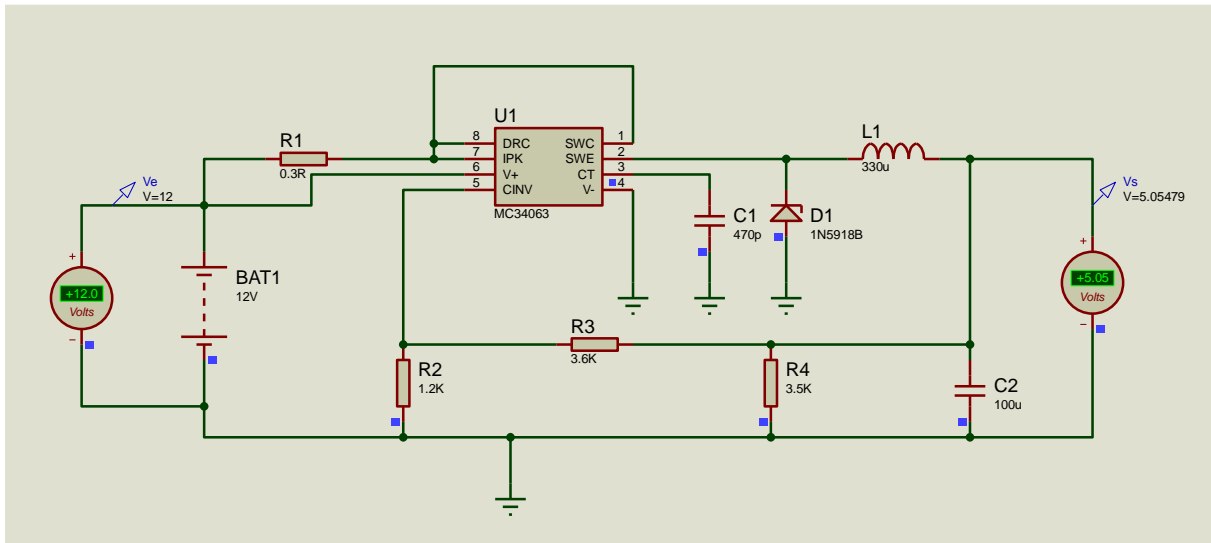 U1
R1
0.3R
8 DRC SWC 1
7 IPK SWE 2
6 V+ CT 3
5 CINV V- 4
MC34063
L1
330u
Ve
V=12
Vs
V=5.05479
C1
470p
D1
1N5918B
+
+12.0
Volts
−
BAT1
12V
+
+5.05
Volts
−
R3
3.6K
R2
1.2K
R4
3.5K
C2
100u